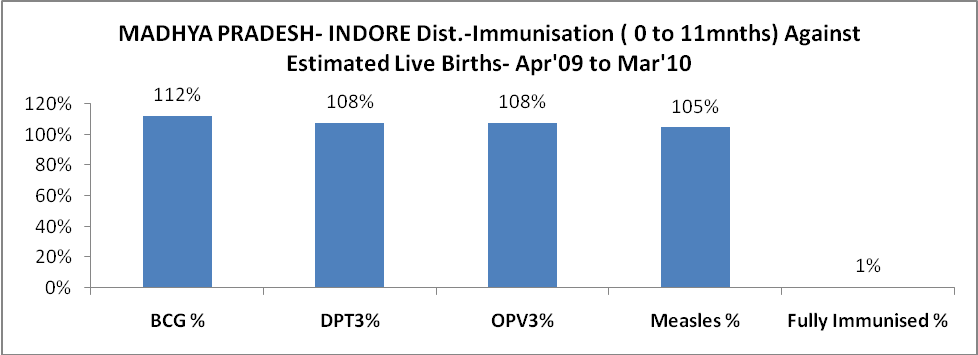 MADHYA PRADESH- INDORE Dist.-Immunisation ( 0 to 11mnths) Against
Estimated Live Births- Apr'09 to Mar'10
112%
108%
108%
105%
1%
120%
100%
80%
60%
40%
20%
0%
BCG %
DPT3%
OPV3%
Measles %
Fully Immunised %